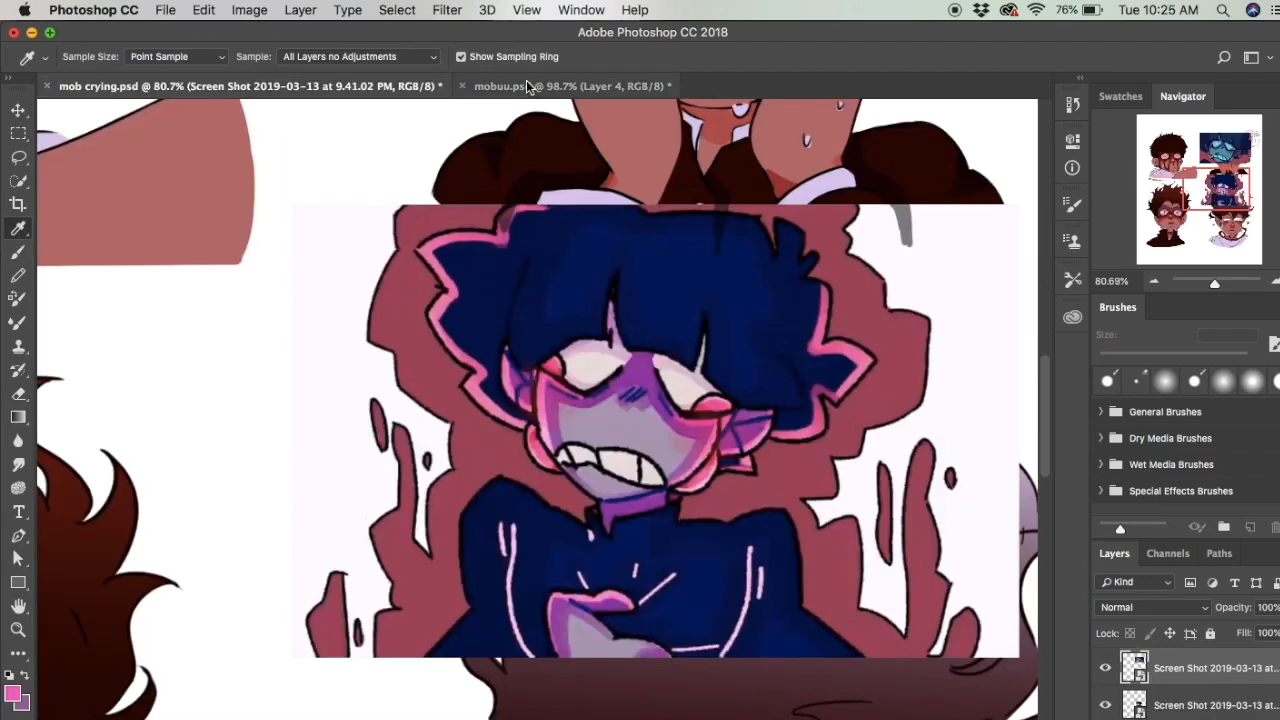 Photoshop CC File Edit Image Layer Type Select Filter 3D View Window Help 76% Tue 10:25 AM
Adobe Photoshop CC 2018
Sample Size: Point Sample Sample: All Layers no Adjustments Show Sampling Ring
mob crying.psd @ 80.7% (Screen Shot 2019-03-13 at 9.41.02 PM, RGB/8) * mobuu.ps @ 98.7% (Layer 4, RGB/8) *
Swatches Navigator
80.69%
Brushes
Size:
General Brushes
Dry Media Brushes
Wet Media Brushes
Special Effects Brushes
Layers Channels Paths
Kind
Normal Opacity: 100%
Lock: Fill: 100%
Screen Shot 2019-03-13 at...
Screen Shot 2019-03-13 at...